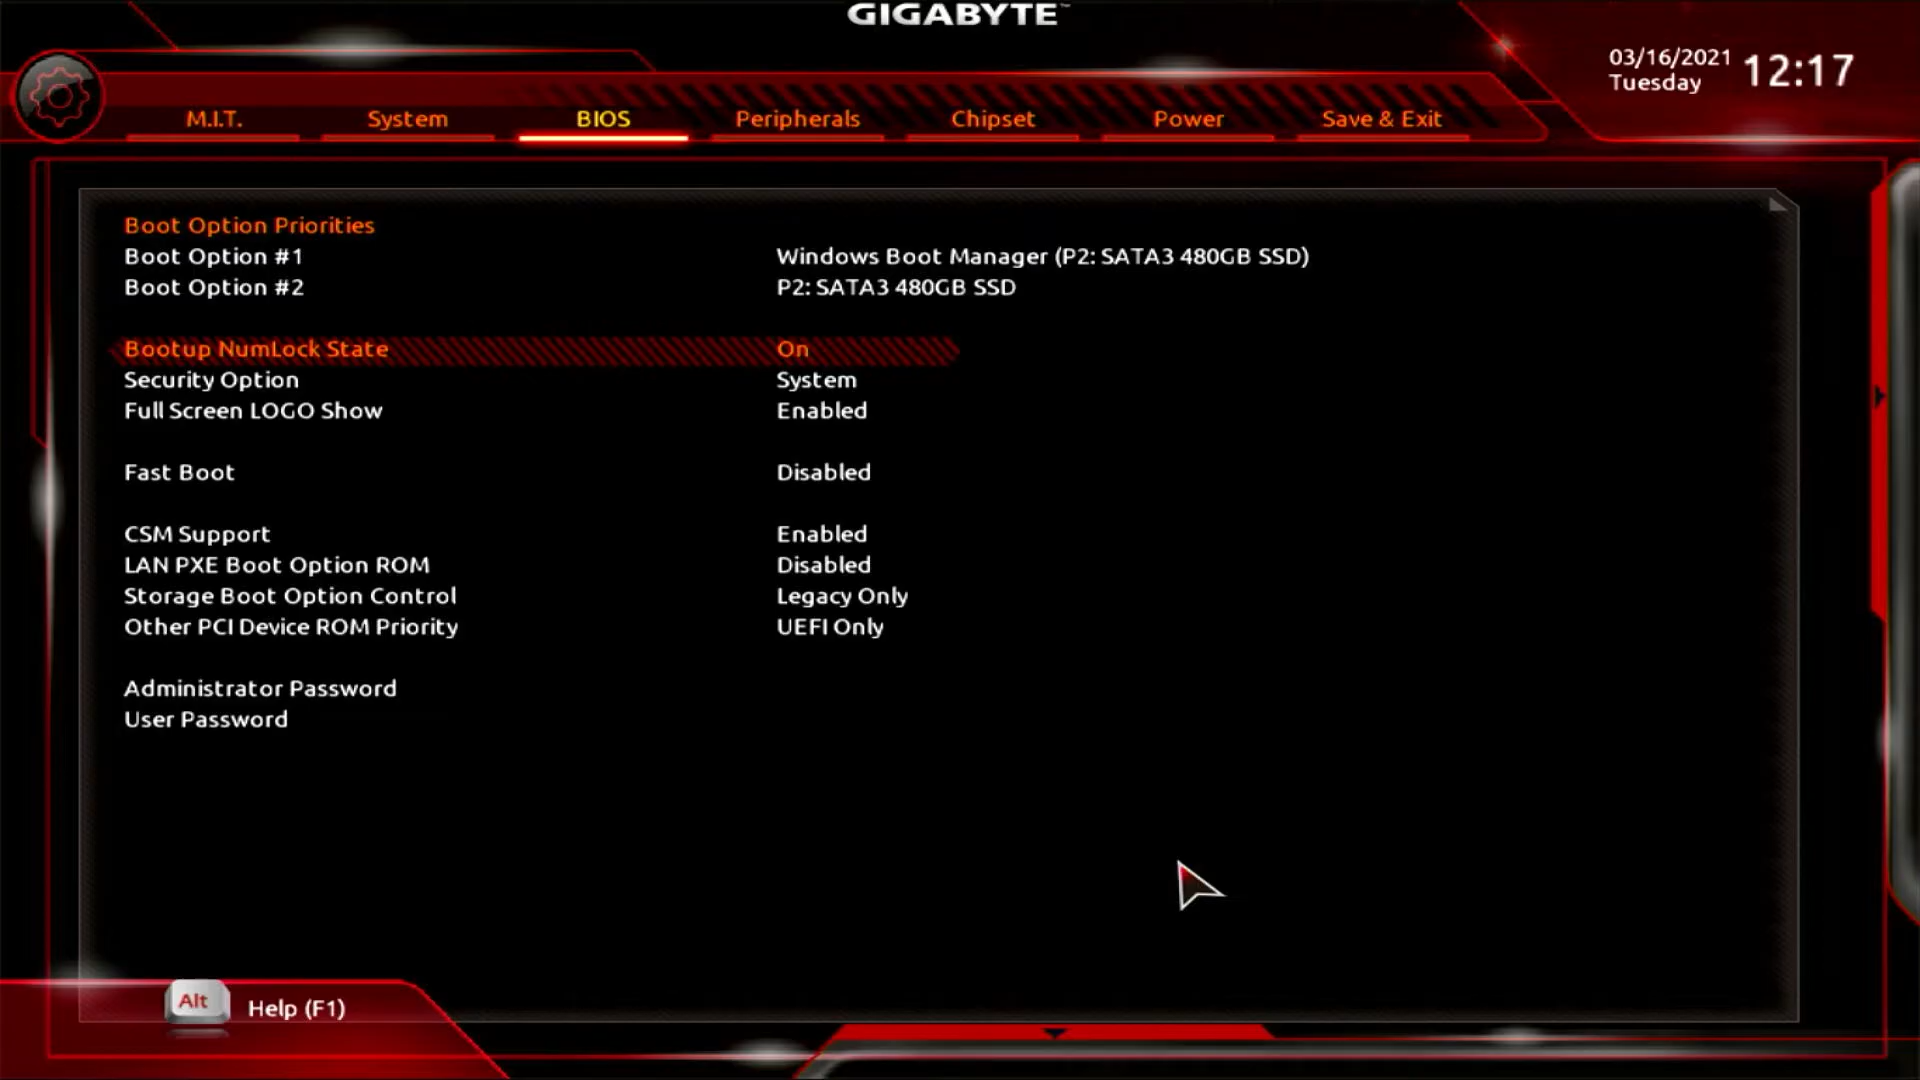 GIGABYTE™
03/16/2021
Tuesday
12:17
M.I.T. System BIOS Peripherals Chipset Power Save & Exit
Boot Option Priorities
Boot Option #1 Windows Boot Manager (P2: SATA3 480GB SSD)
Boot Option #2 P2: SATA3 480GB SSD
Bootup NumLock State On
Security Option System
Full Screen LOGO Show Enabled
Fast Boot Disabled
CSM Support Enabled
LAN PXE Boot Option ROM Disabled
Storage Boot Option Control Legacy Only
Other PCI Device ROM Priority UEFI Only
Administrator Password
User Password
Alt Help (F1)